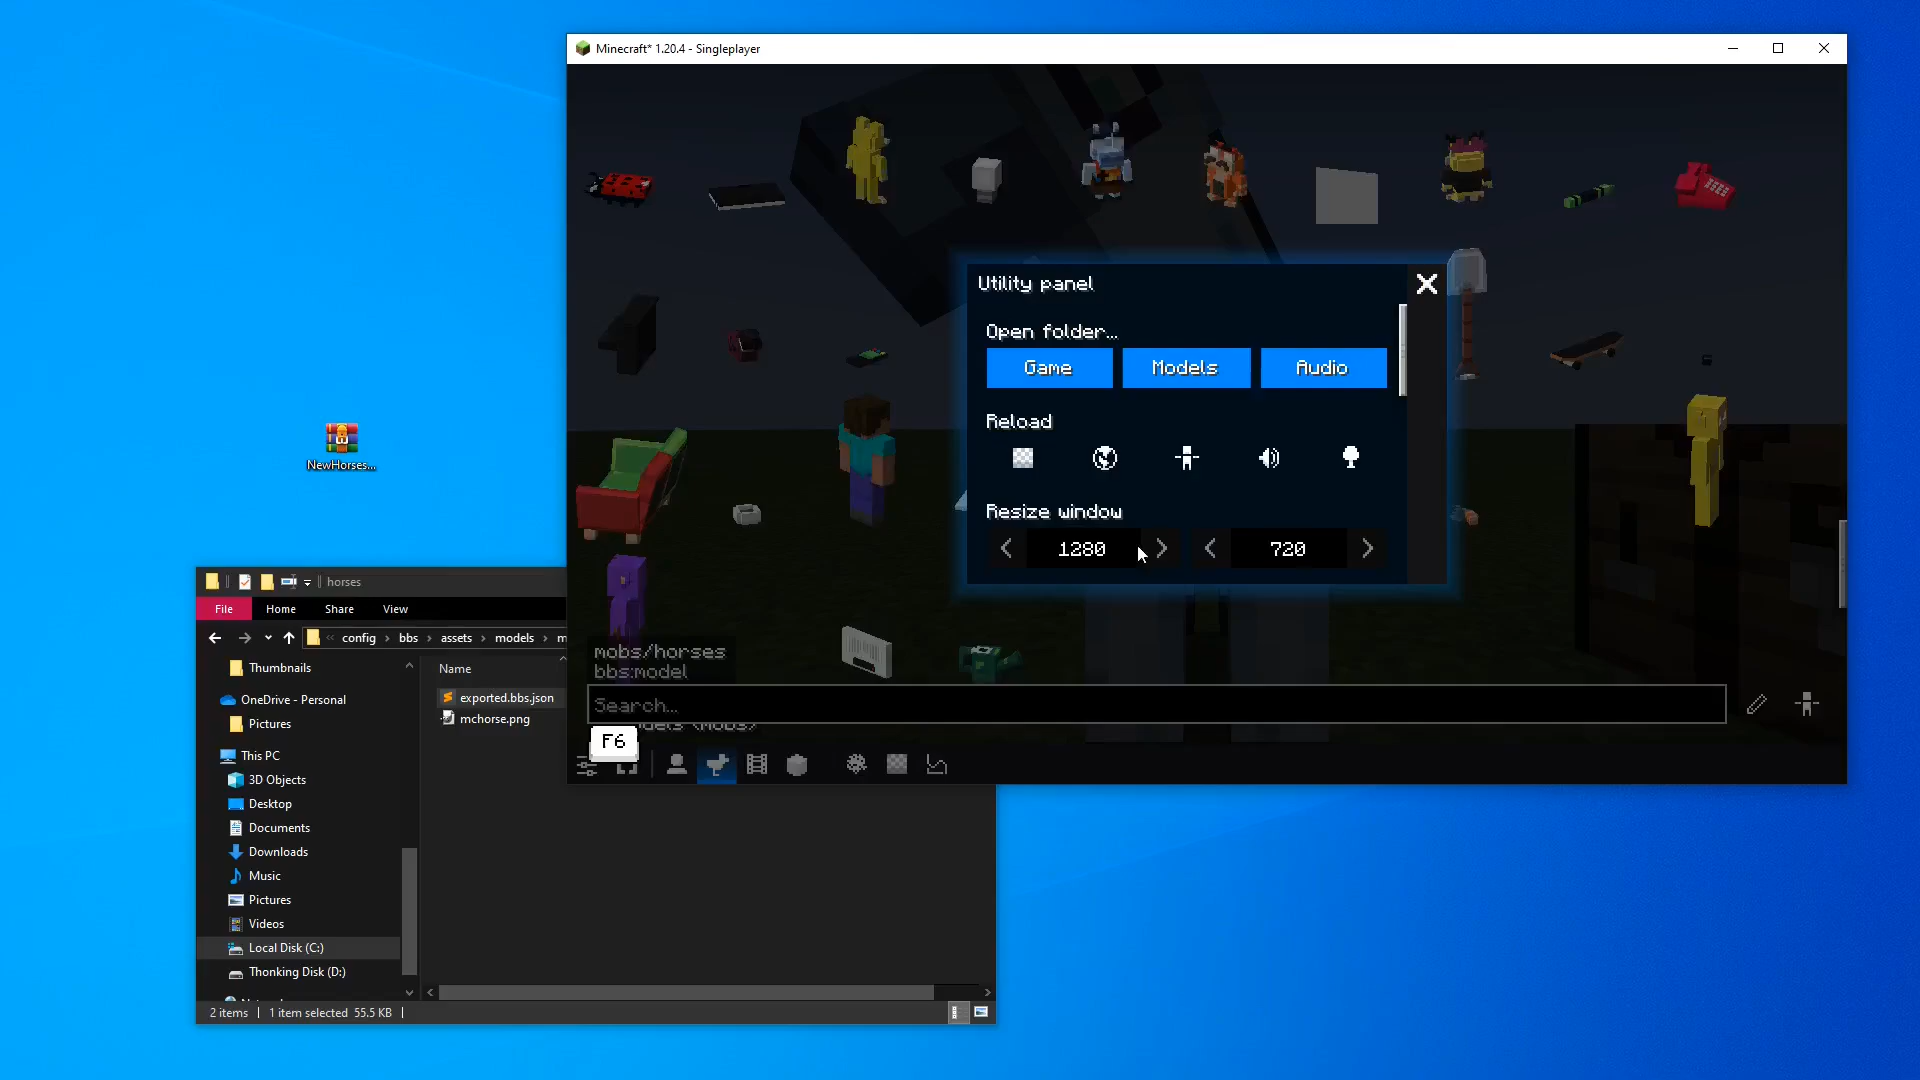 Minecraft* 1.20.4 - Singleplayer
Utility panel
Open folder...
Game
Models
Audio
Reload
Resize window
1280
720
NewHorses...
mobs/horses
bbs:model
Search...
F6
horses
File
Home
Share
View
config
bbs
assets
models
Name
Thumbnails
OneDrive - Personal
Pictures
This PC
3D Objects
Desktop
Documents
Downloads
Music
Pictures
Videos
Local Disk (C:)
Thonking Disk (D:)
exported.bbs.json
mchorse.png
2 items
1 item selected 55.5 KB